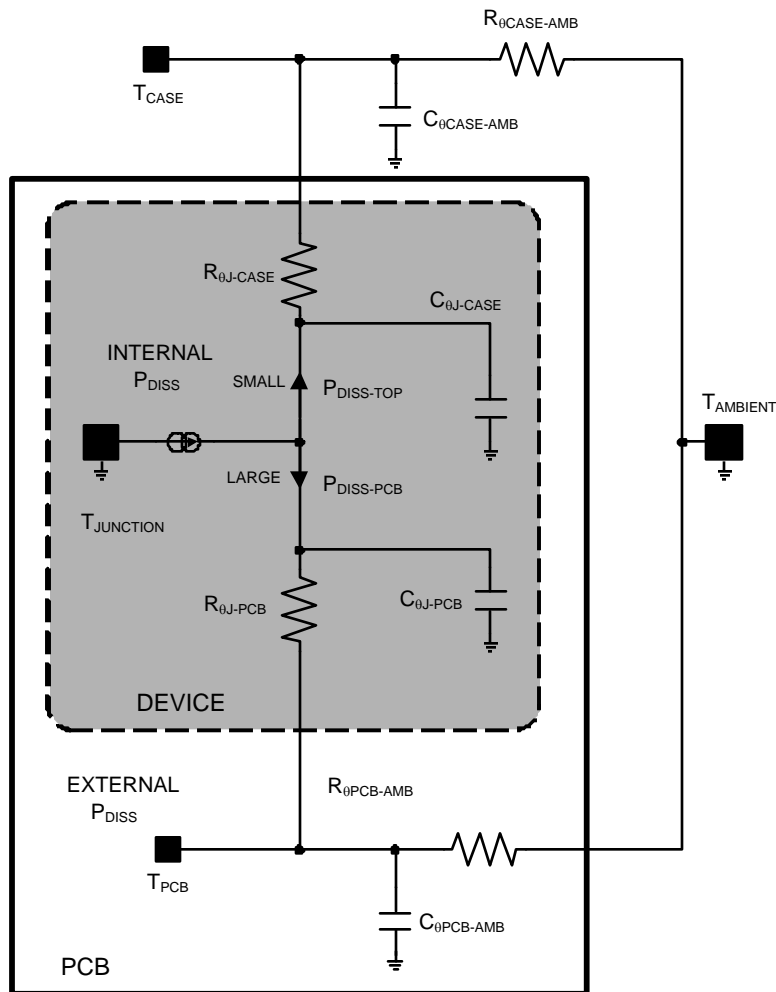 RθCASE-AMB
TCASE
CθCASE-AMB
RθJ-CASE
CθJ-CASE
INTERNAL
PDISS
SMALL
PDISS-TOP
TAMBIENT
LARGE
PDISS-PCB
TJUNCTION
RθJ-PCB
CθJ-PCB
DEVICE
EXTERNAL
PDISS
RθPCB-AMB
TPCB
CθPCB-AMB
PCB